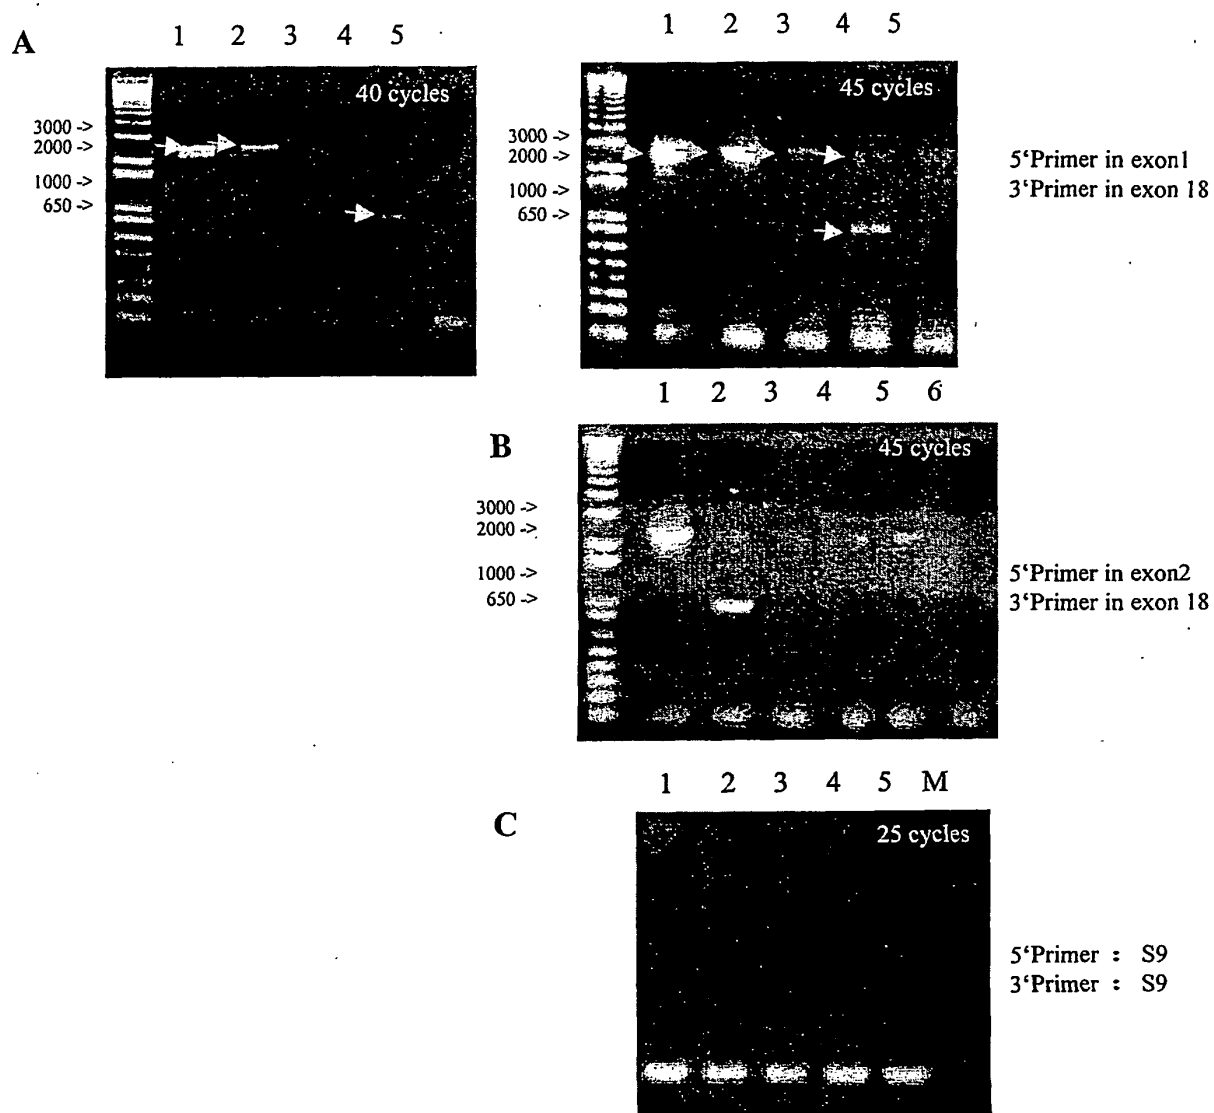 A
1 2 3 4 5
40 cycles
3000 ->
2000 ->
1000 ->
650 ->
1 2 3 4 5
45 cycles
3000 ->
2000 ->
1000 ->
650 ->
5‘Primer in exon1
3‘Primer in exon 18
B
1 2 3 4 5 6
45 cycles
3000 ->
2000 ->
1000 ->
650 ->
5‘Primer in exon2
3‘Primer in exon 18
C
1 2 3 4 5 M
25 cycles
5‘Primer : S9
3‘Primer : S9